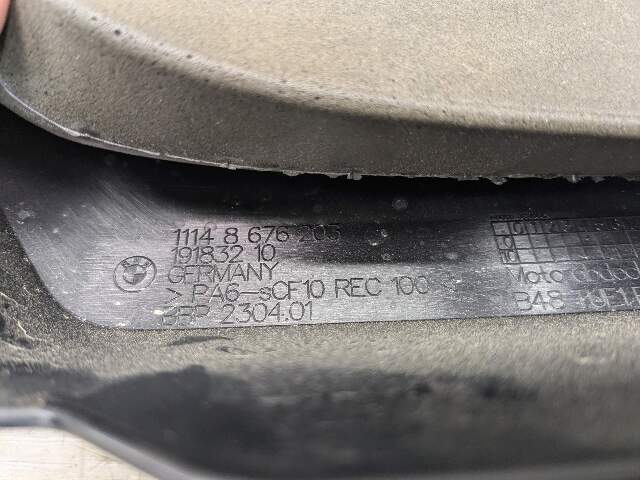 1114 8 676 205
191832 10
GERMANY
> PA6-sCF10 REC 100 <
BFP 2304.01
B48